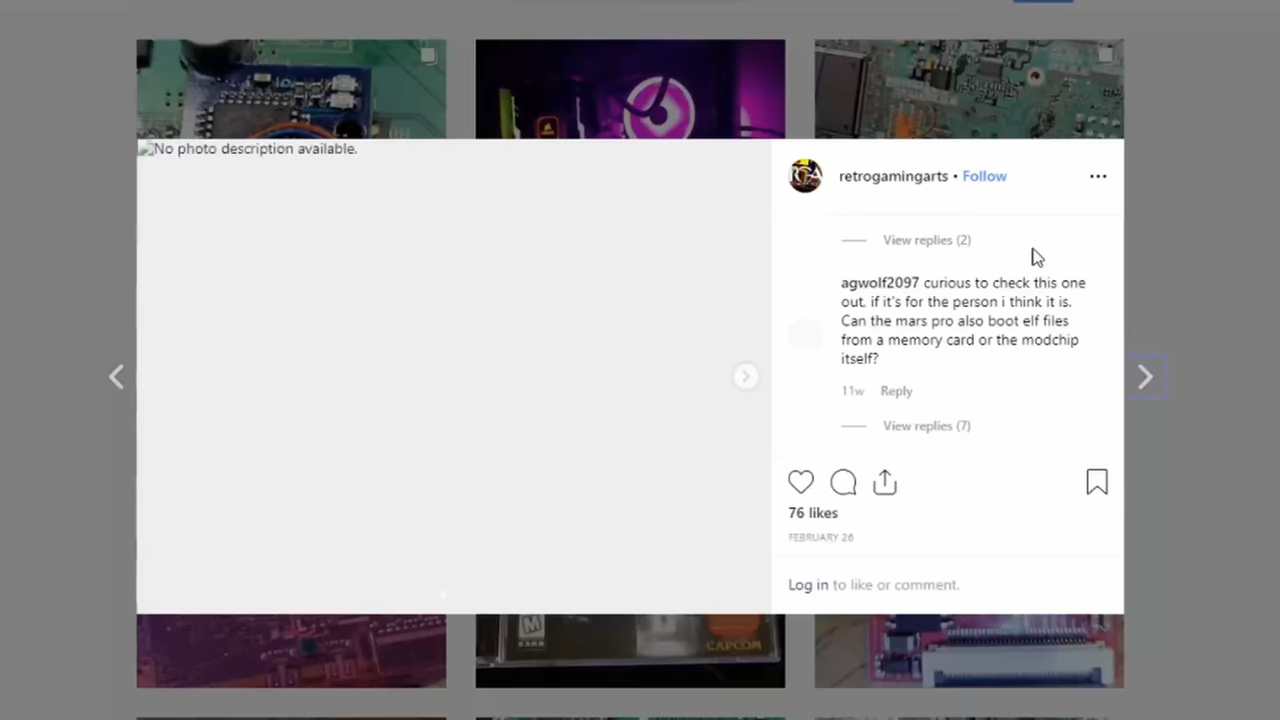 No photo description available.
RGA
retrogamingarts • Follow
View replies (2)
agwolf2097 curious to check this one
out, if it's for the person i think it is.
Can the mars pro also boot elf files
from a memory card or the modchip
itself?
11w Reply
View replies (7)
76 likes
FEBRUARY 26
Log in to like or comment.
M
CAPCOM